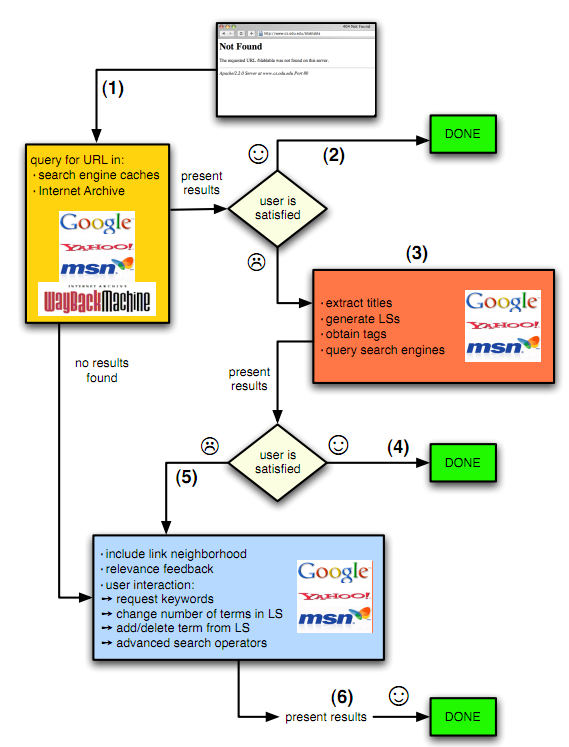 404 Not Found
http://www.cs.odu.edu/blahblahs
Not Found
The requested URL /blahblahs was not found on this server.
Apache/2.2.0 Server at www.cs.odu.edu Port 80
(1)
DONE
(2)
query for URL in:
· search engine caches
· Internet Archive
present
results
user is
satisfied
Google
YAHOO!
msn
INTERNET ARCHIVE
WayBackMachine
(3)
· extract titles
· generate LSs
· obtain tags
· query search engines
Google
YAHOO!
msn
no results
found
present
results
user is
satisfied
(4)
DONE
(5)
· include link neighborhood
· relevance feedback
· user interaction:
↔ request keywords
↔ change number of terms in LS
↔ add/delete term from LS
↔ advanced search operators
Google
YAHOO!
msn
(6)
present results
DONE